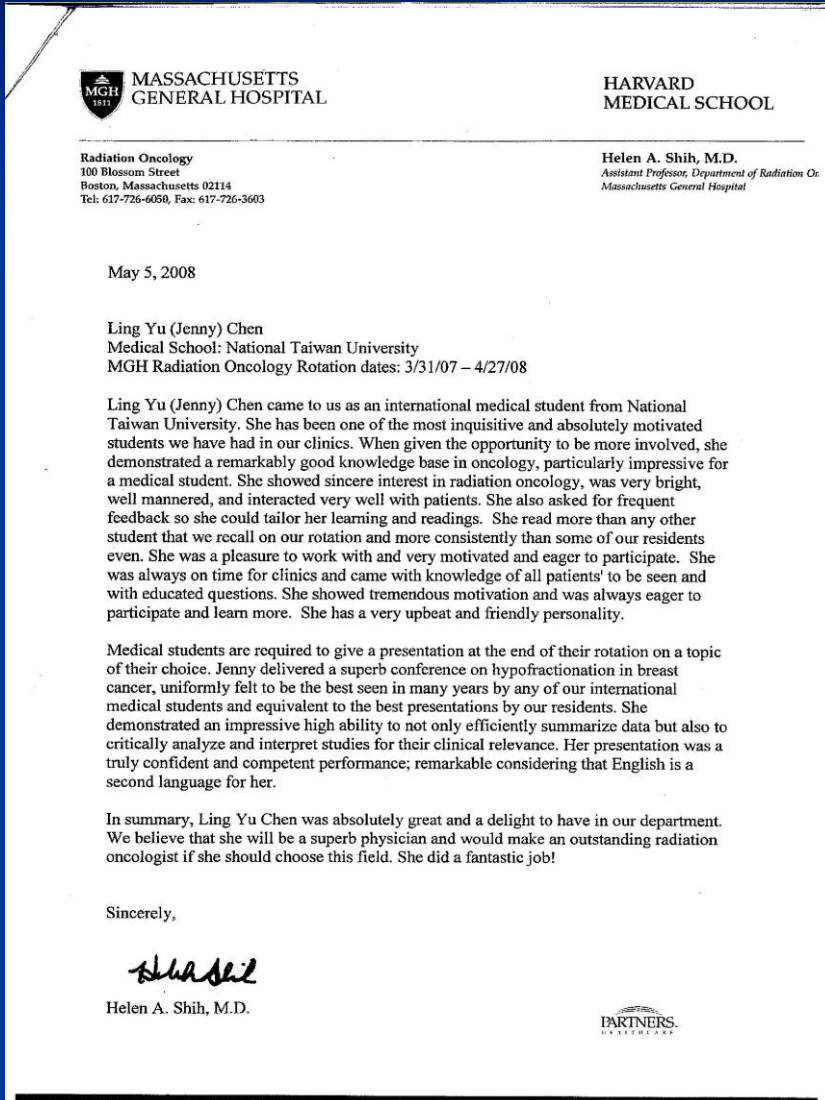 MGH
1811
MASSACHUSETTS
GENERAL HOSPITAL
HARVARD
MEDICAL SCHOOL
Radiation Oncology
100 Blossom Street
Boston, Massachusetts 02114
Tel: 617-726-6050, Fax: 617-726-3603
Helen A. Shih, M.D.
Assistant Professor, Department of Radiation On
Massachusetts General Hospital
May 5, 2008
Ling Yu (Jenny) Chen
Medical School: National Taiwan University
MGH Radiation Oncology Rotation dates: 3/31/07 – 4/27/08
Ling Yu (Jenny) Chen came to us as an international medical student from National
Taiwan University. She has been one of the most inquisitive and absolutely motivated
students we have had in our clinics. When given the opportunity to be more involved, she
demonstrated a remarkably good knowledge base in oncology, particularly impressive for
a medical student. She showed sincere interest in radiation oncology, was very bright,
well mannered, and interacted very well with patients. She also asked for frequent
feedback so she could tailor her learning and readings. She read more than any other
student that we recall on our rotation and more consistently than some of our residents
even. She was a pleasure to work with and very motivated and eager to participate. She
was always on time for clinics and came with knowledge of all patients' to be seen and
with educated questions. She showed tremendous motivation and was always eager to
participate and learn more. She has a very upbeat and friendly personality.
Medical students are required to give a presentation at the end of their rotation on a topic
of their choice. Jenny delivered a superb conference on hypofractionation in breast
cancer, uniformly felt to be the best seen in many years by any of our international
medical students and equivalent to the best presentations by our residents. She
demonstrated an impressive high ability to not only efficiently summarize data but also to
critically analyze and interpret studies for their clinical relevance. Her presentation was a
truly confident and competent performance; remarkable considering that English is a
second language for her.
In summary, Ling Yu Chen was absolutely great and a delight to have in our department.
We believe that she will be a superb physician and would make an outstanding radiation
oncologist if she should choose this field. She did a fantastic job!
Sincerely,
Helen A. Shih, M.D.
PARTNERS.
HEALTHCARE